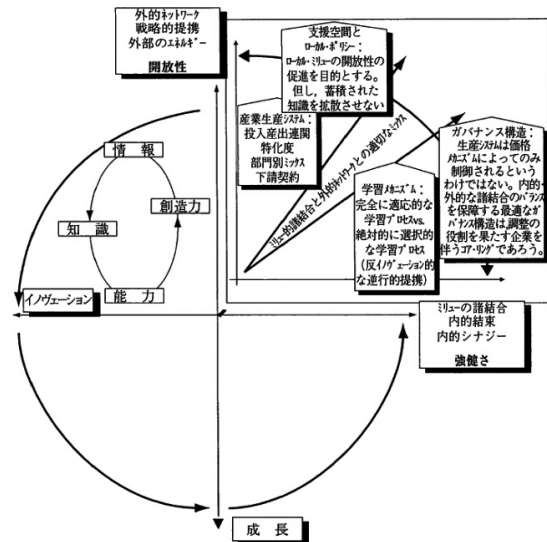 外的ネットワーク
戦略的提携
外部のエネルギー
開放性
支援空間と
ローカル・ポリシー:
ローカル・ミリューの開放性の
促進を目的とする。
但し,蓄積された
知識を拡散させない
産業生産システム:
投入産出連関
特化度
部門別ミックス
下請契約
ミリュー的諸結合と外的ネットワークとの適切なミックス
ガバナンス構造:
生産システムは価格
メカニズムによってのみ
制御されるという
わけではない。内的・
外的な諸結合のバランス
を保障する最適なガ
バナンス構造は,調整の
役割を果たす企業を
伴うコア・リングであろう。
学習メカニズム:
完全に適応的な
学習プロセスvs.
絶対的に選択的
な学習プロセス
(反イノヴェーション的
な逆行的提携)
情報
創造力
知識
能力
イノヴェーション
ミリューの諸結合
内的結束
内的シナジー
強健さ
成長